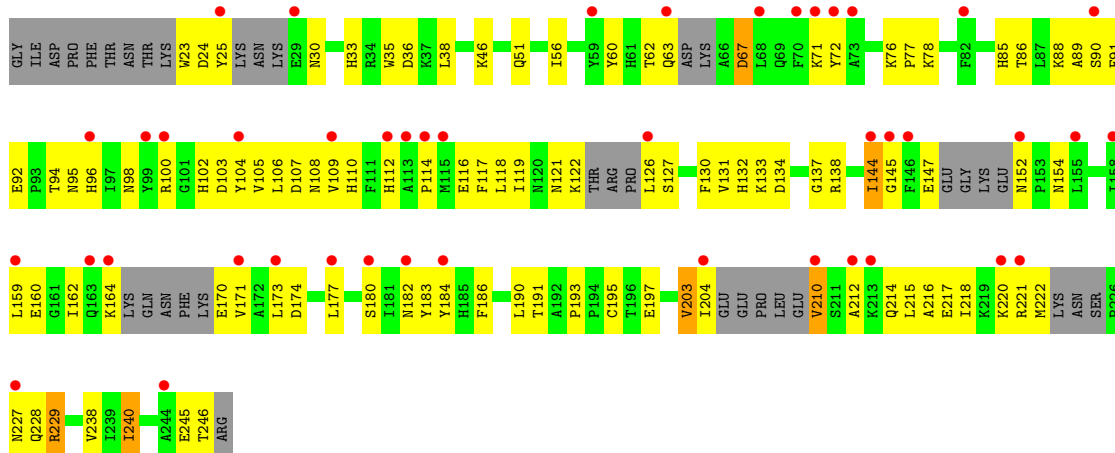 GLY ILE ASP PRO PHE THR ASN THR LYS W23 D24 Y25 LYS ASN LYS E29 N30 H33 R34 W35 D36 K37 L38 K46 Q51 I56 Y59 Y60 H61 T62 Q63 ASP LYS A66 D67 L68 Q69 F70 K71 Y72 A73 K76 P77 K78 F82 H85 T86 L87 K88 A89 S90
E92 P93 T94 N95 H96 I97 N98 Y99 R100 G101 H102 D103 Y104 V105 L106 D107 N108 V109 H110 F111 H112 A113 P114 M115 E116 F117 L118 I119 N120 N121 K122 THR ARG PRO L126 S127 F130 V131 H132 K133 D134 G137 R138 I144 G145 F146 E147 GLU GLY LYS GLU N152 P153 N154 L155
L159 E160 G161 I162 Q163 K164 LYS GLN ASN PHE LYS E170 V171 A172 L173 D174 L177 S180 I181 N182 Y183 Y184 H185 F186 L190 T191 A192 P193 P194 C195 T196 E197 V203 I204 GLU GLU PRO LEU GLU V210 S211 A212 K213 Q214 L215 A216 E217 I218 K219 K220 R221 M222 LYS ASN SER
N227 Q228 R229 V238 I239 I240 A244 E245 T246 ARG